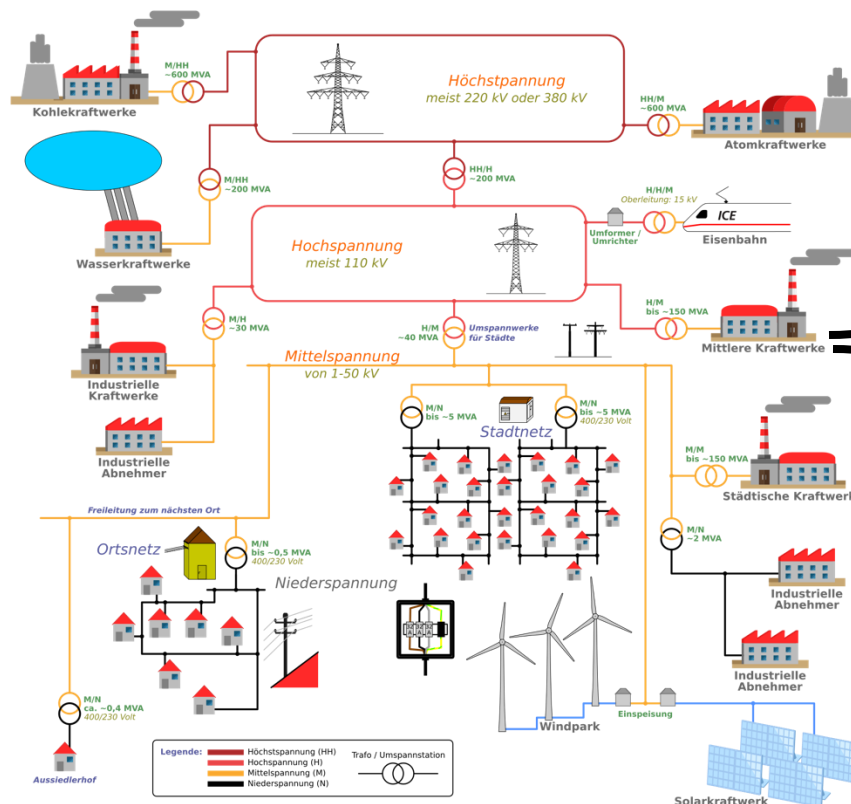 M/HH
~600 MVA
Kohlekraftwerke
Höchstpannung
meist 220 kV oder 380 kV
HH/M
~600 MVA
Atomkraftwerke
M/HH
~200 MVA
Wasserkraftwerke
HH/H
~200 MVA
H/H/M
Oberleitung: 15 kV
ICE
Umformer /
Umrichter
Eisenbahn
Hochspannung
meist 110 kV
M/H
~30 MVA
H/M
~40 MVA
Umspannwerke
für Städte
H/M
bis ~150 MVA
Mittlere Kraftwerke
Industrielle
Kraftwerke
Mittelspannung
von 1-50 kV
Industrielle
Abnehmer
M/N
bis ~5 MVA
Stadtnetz
M/N
bis ~5 MVA
400/230 Volt
M/M
bis ~150 MVA
Städtische Kraftwerk
Freileitung zum nächsten Ort
Ortsnetz
M/N
bis ~0,5 MVA
400/230 Volt
Niederspannung
M/N
~2 MVA
Industrielle
Abnehmer
Industrielle
Abnehmer
M/N
ca. ~0,4 MVA
400/230 Volt
Aussiedlerhof
Windpark
Einspeisung
Solarkraftwerk
Legende:
Höchstspannung (HH)
Hochspannung (H)
Mittelspannung (M)
Niederspannung (N)
Trafo / Umspannstation